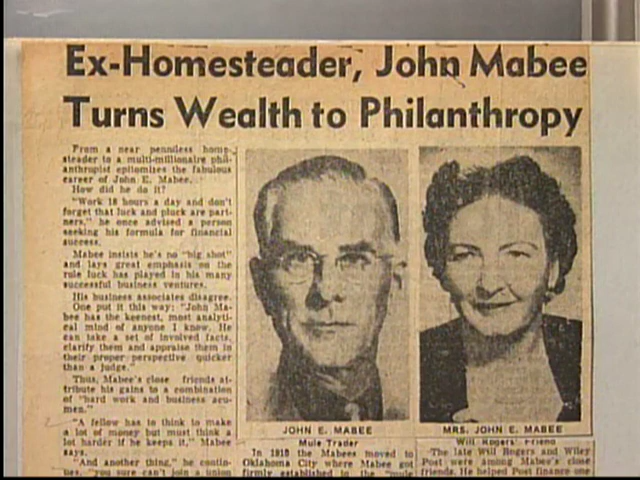 Ex-Homesteader, John Mabee
Turns Wealth to Philanthropy
From a near penniless home-
steader to a multi-millionaire phil-
anthropist epitomizes the fabulous
career of John E. Mabee.
How did he do it?
"Work 18 hours a day and don't
forget that luck and pluck are part-
ners," he once advised a person
seeking his formula for financial
success.
Mabee insists he's no "big shot"
and lays great emphasis on the
role luck has played in his many
successful business ventures.
His business associates disagree.
One put it this way: "John Ma-
bee has the keenest, most analyti-
cal mind of anyone I know. He
can take a set of involved facts,
clarify them and appraise them in
their proper perspective quicker
than a judge."
Thus, Mabee's close friends at-
tribute his gains to a combination
of "hard work and business acu-
men."
"A fellow has to think to make
a lot of money but must think a
lot harder if he keeps it," Mabee
says.
"And another thing," he contin-
ues, "you sure can't join a union
JOHN E. MABEE
Mule Trader
In 1918 the Mabees moved to
Oklahoma City where Mabee got
firmly established in the "mule
MRS. JOHN E. MABEE
Will Rogers' Friend
The late Will Rogers and Wiley
Post were among Mabee's close
friends. He helped Post finance one